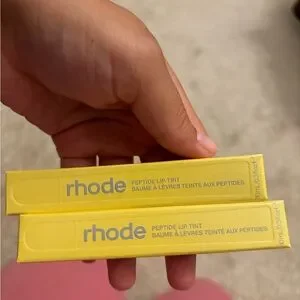 rhode
PEPTIDE LIP TINT
BAUME À LÈVRES TEINTÉ AUX PEPTIDES
rhode
PEPTIDE LIP TINT
BAUME À LÈVRES TEINTÉ AUX PEPTIDES